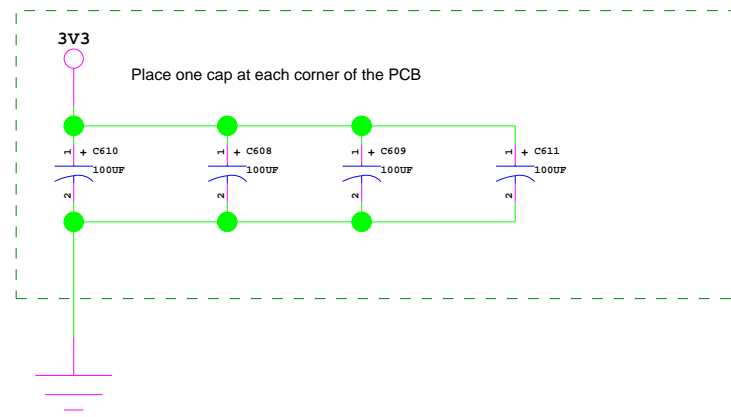 3V3
Place one cap at each corner of the PCB
1 + C610
100UF
2
1 + C608
100UF
2
1 + C609
100UF
2
1 + C611
100UF
2